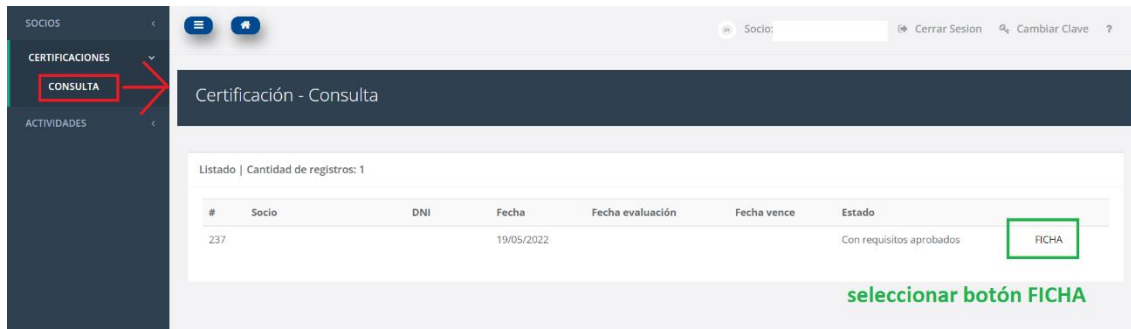 SOCIOS
CERTIFICACIONES
CONSULTA
ACTIVIDADES
Socio: Cerrar Sesion Cambiar Clave ?
Certificación - Consulta
Listado | Cantidad de registros: 1
# Socio DNI Fecha Fecha evaluación Fecha vence Estado
237 19/05/2022 Con requisitos aprobados FICHA
seleccionar botón FICHA